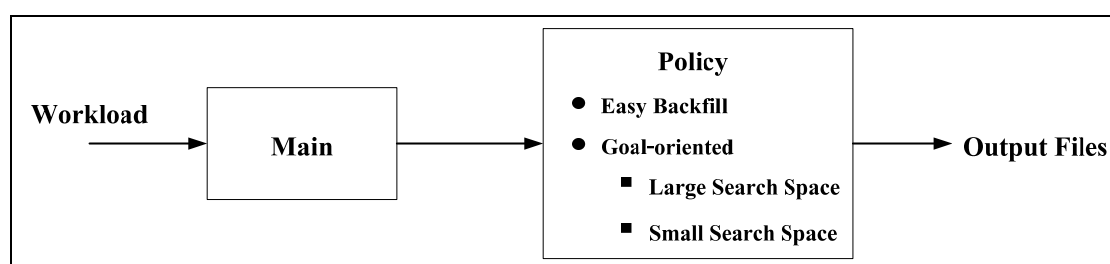 Workload
Main
Policy
● Easy Backfill
● Goal-oriented
■ Large Search Space
■ Small Search Space
Output Files